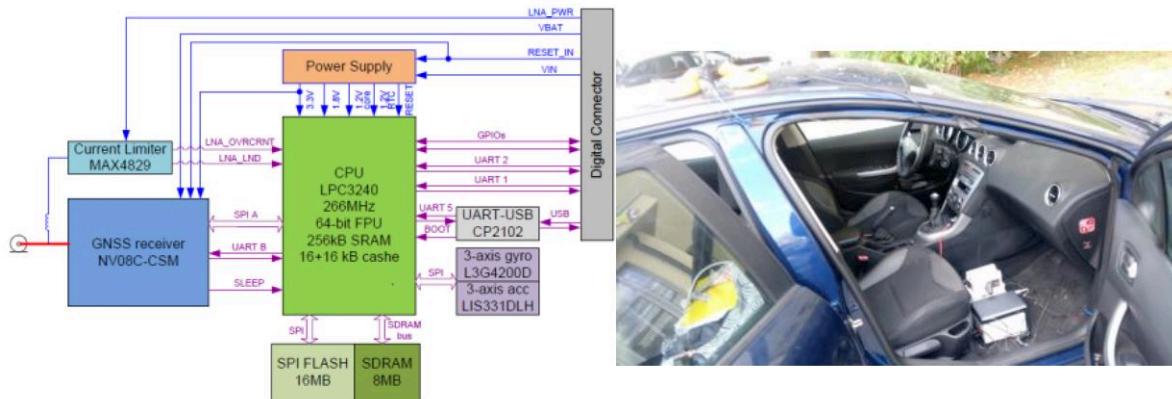 LNA_PWR
VBAT
RESET_IN
VIN
Power Supply
3.3V
1.8V
1.2V
core
1.2V
RTC
RESET
Digital Connector
Current Limiter
MAX4829
LNA_OVRCRNT
LNA_LND
GPIOs
UART 2
UART 1
CPU
LPC3240
266MHz
64-bit FPU
256kB SRAM
16+16 kB cashe
GNSS receiver
NV08C-CSM
SPI A
UART B
SLEEP
UART 5
BOOT
UART-USB
CP2102
USB
SPI
3-axis gyro
L3G4200D
3-axis acc
LIS331DLH
SPI
SDRAM
bus
SPI FLASH
16MB
SDRAM
8MB